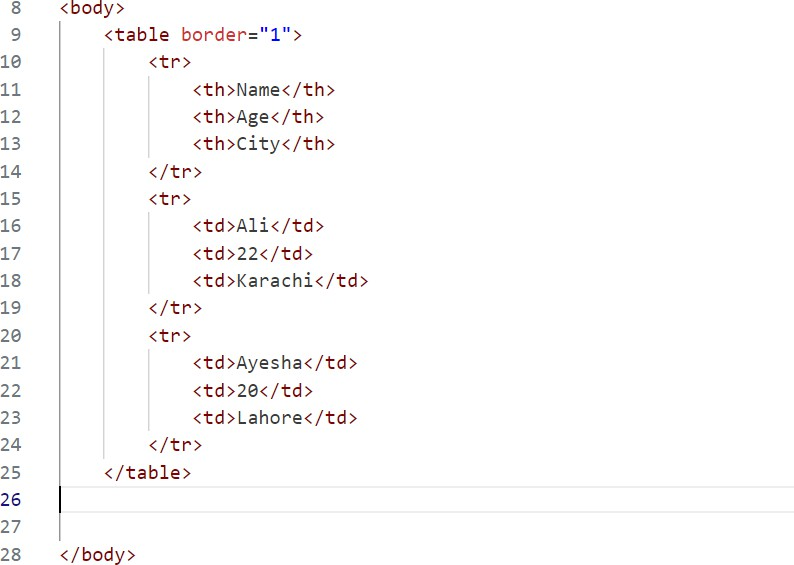 8 <body>
9 <table border="1">
10 <tr>
11 <th>Name</th>
12 <th>Age</th>
13 <th>City</th>
14 </tr>
15 <tr>
16 <td>Ali</td>
17 <td>22</td>
18 <td>Karachi</td>
19 </tr>
20 <tr>
21 <td>Ayesha</td>
22 <td>20</td>
23 <td>Lahore</td>
24 </tr>
25 </table>
26
27
28 </body>